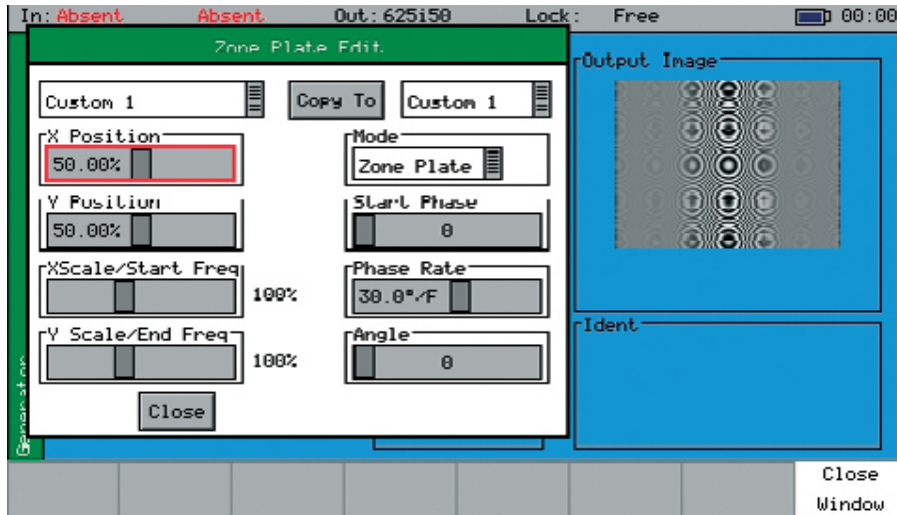 In: Absent Absent Out: 625i50 Lock: Free 00:00
Zone Plate Edit.
Output Image
Custom 1 Copy To Custom 1
X Position Mode
50.00% Zone Plate
Y Position Start Phase
50.00% 0
XScale/Start Freq Phase Rate
100% 30.0°/F
Y Scale/End Freq Angle
100% 0
Ident
Close
Generator
Close
Window